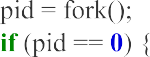 pid = fork();
if (pid == 0) {